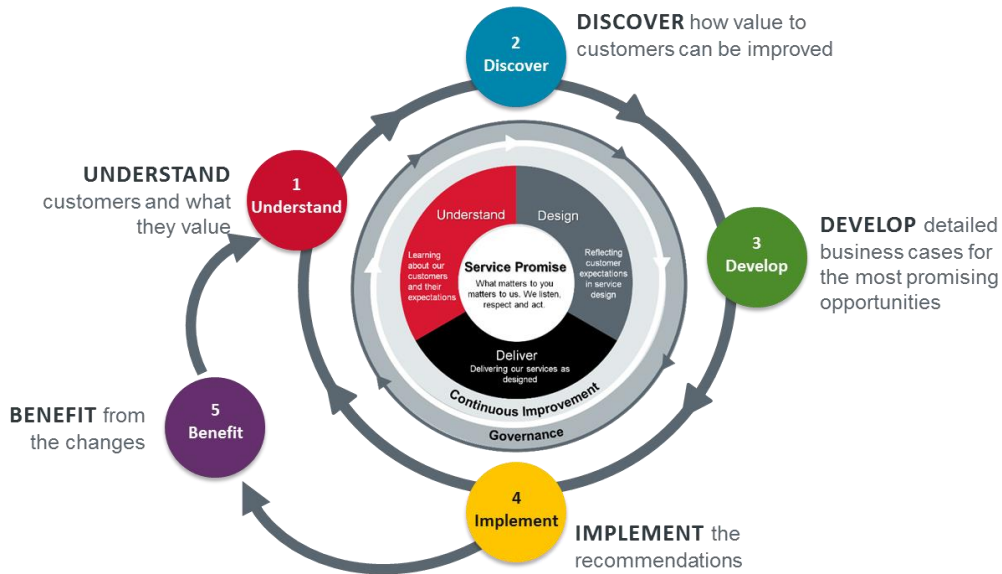 2
Discover
DISCOVER how value to
customers can be improved
1
Understand
UNDERSTAND
customers and what
they value
3
Develop
DEVELOP detailed
business cases for
the most promising
opportunities
Understand
Learning
about our
customers
and their
expectations
Design
Reflecting
customer
expectations
in service
design
Service Promise
What matters to you
matters to us. We listen,
respect and act.
Deliver
Delivering our services as
designed
Continuous Improvement
Governance
5
Benefit
BENEFIT from
the changes
4
Implement
IMPLEMENT the
recommendations